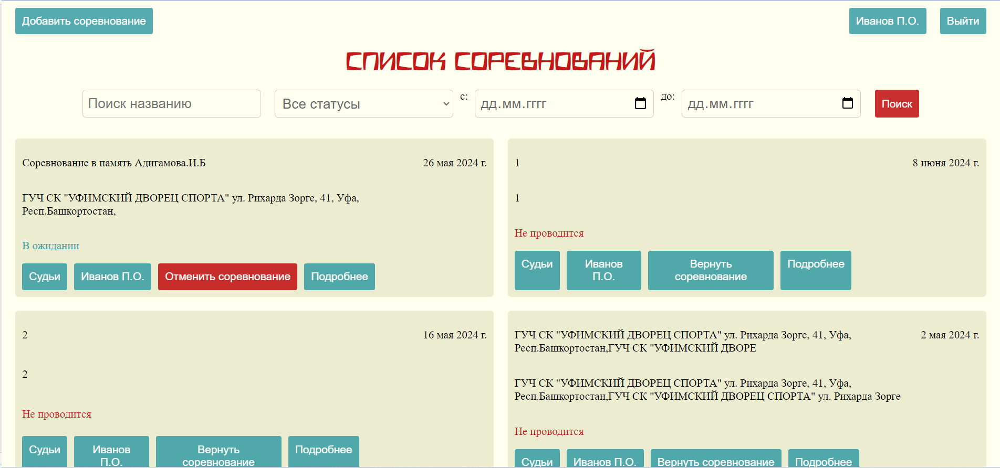 Добавить соревнование
Иванов П.О.
Выйти
СПИСОК СОРЕВНОВАНИЙ
Поиск названию
Все статусы
с:
дд.мм.гггг
до:
дд.мм.гггг
Поиск
Соревнование в память Адигамова.И.Б
26 мая 2024 г.
ГУЧ СК "УФИМСКИЙ ДВОРЕЦ СПОРТА" ул. Рихарда Зорге, 41, Уфа,
Респ.Башкортостан,
В ожидании
Судьи
Иванов П.О.
Отменить соревнование
Подробнее
1
8 июня 2024 г.
1
Не проводится
Судьи
Иванов
П.О.
Вернуть
соревнование
Подробнее
2
16 мая 2024 г.
2
Не проводится
Судьи
Иванов
П.О.
Вернуть
соревнование
Подробнее
ГУЧ СК "УФИМСКИЙ ДВОРЕЦ СПОРТА" ул. Рихарда Зорге, 41, Уфа,
Респ.Башкортостан,ГУЧ СК "УФИМСКИЙ ДВОРЕ
2 мая 2024 г.
ГУЧ СК "УФИМСКИЙ ДВОРЕЦ СПОРТА" ул. Рихарда Зорге, 41, Уфа,
Респ.Башкортостан,ГУЧ СК "УФИМСКИЙ ДВОРЕЦ СПОРТА" ул. Рихарда Зорге
Не проводится
Судьи
Иванов П.О.
Вернуть соревнование
Подробнее